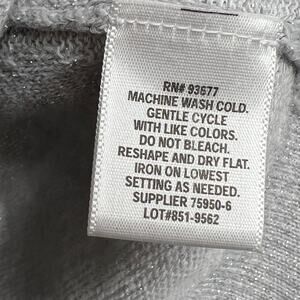 RN# 93677
MACHINE WASH COLD.
GENTLE CYCLE
WITH LIKE COLORS.
DO NOT BLEACH.
RESHAPE AND DRY FLAT.
IRON ON LOWEST
SETTING AS NEEDED.
SUPPLIER 75950-6
LOT#851-9562